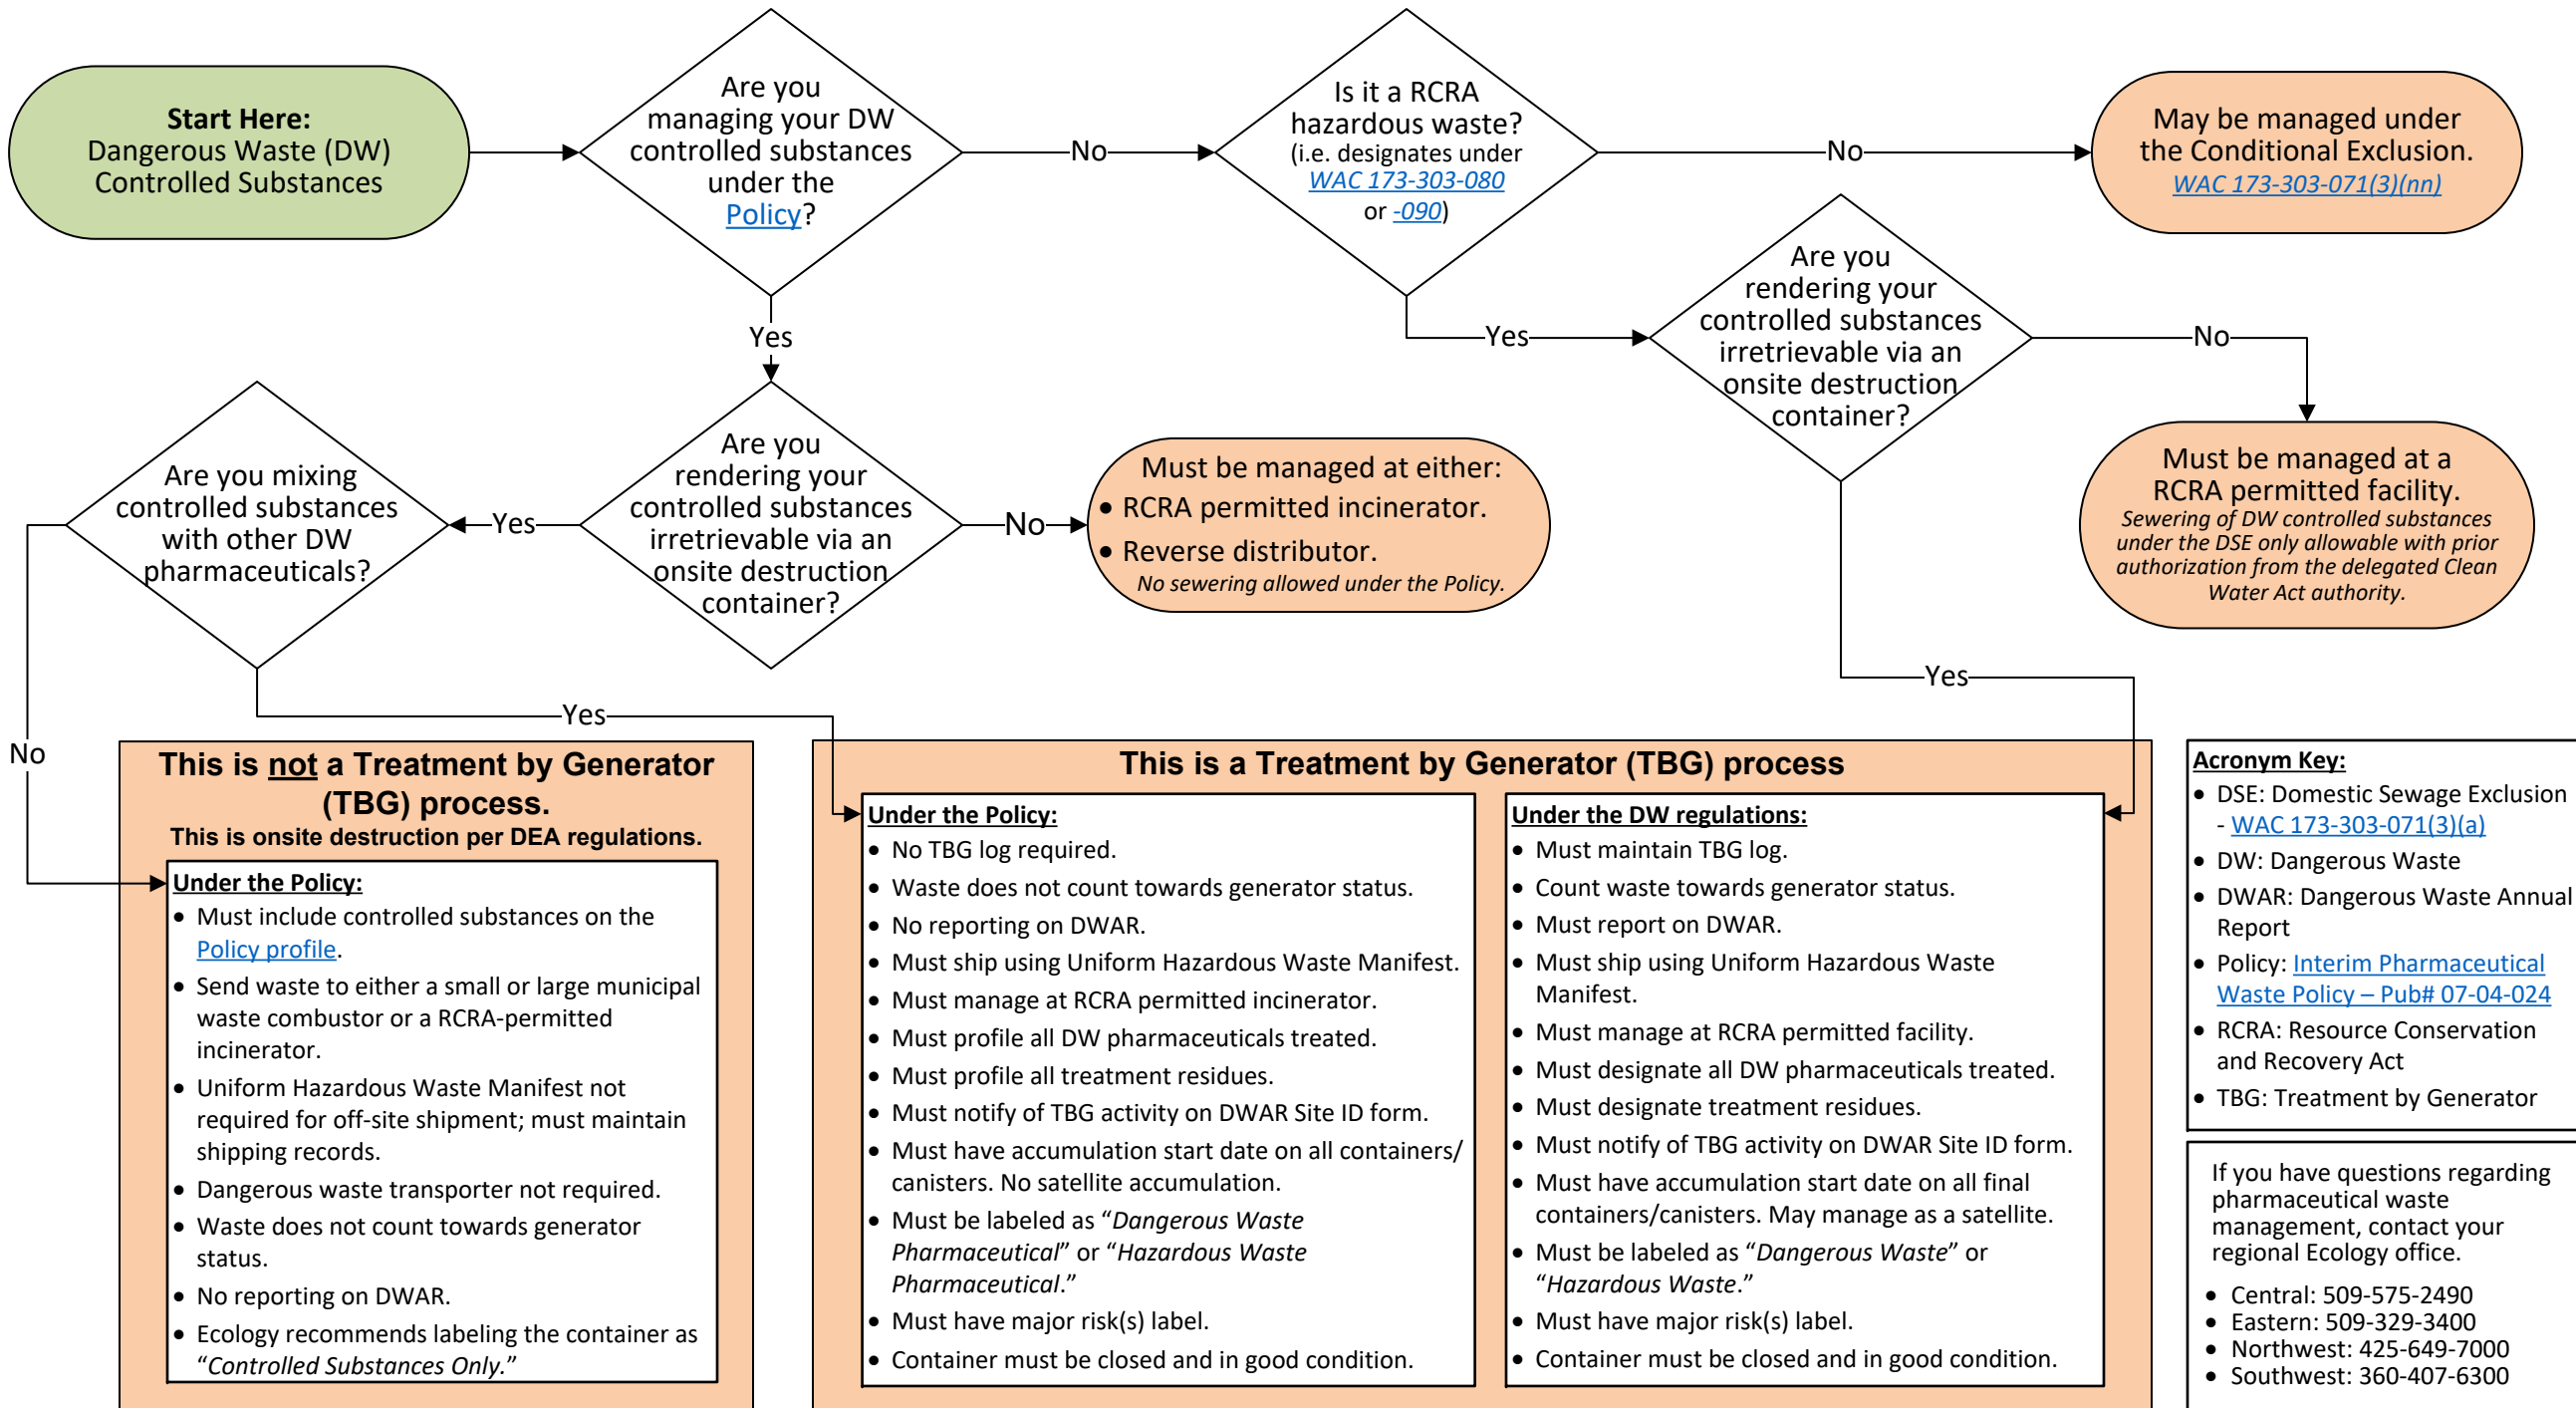 Start Here:
Dangerous Waste (DW)
Controlled Substances
Are you
managing your DW
controlled substances
under the
Policy?
No
Is it a RCRA
hazardous waste?
(i.e. designates under
WAC 173-303-080
or -090)
No
May be managed under
the Conditional Exclusion.
WAC 173-303-071(3)(nn)
Yes
Yes
Are you
rendering your
controlled substances
irretrievable via an
onsite destruction
container?
No
Must be managed at a
RCRA permitted facility.
Sewering of DW controlled substances
under the DSE only allowable with prior
authorization from the delegated Clean
Water Act authority.
Yes
Are you mixing
controlled substances
with other DW
pharmaceuticals?
Yes
Are you
rendering your
controlled substances
irretrievable via an
onsite destruction
container?
No
Must be managed at either:
• RCRA permitted incinerator.
• Reverse distributor.
No sewering allowed under the Policy.
Yes
No
This is not a Treatment by Generator
(TBG) process.
This is onsite destruction per DEA regulations.
Under the Policy:
• Must include controlled substances on the
Policy profile.
• Send waste to either a small or large municipal
waste combustor or a RCRA-permitted
incinerator.
• Uniform Hazardous Waste Manifest not
required for off-site shipment; must maintain
shipping records.
• Dangerous waste transporter not required.
• Waste does not count towards generator
status.
• No reporting on DWAR.
• Ecology recommends labeling the container as
“Controlled Substances Only.”
This is a Treatment by Generator (TBG) process
Under the Policy:
• No TBG log required.
• Waste does not count towards generator status.
• No reporting on DWAR.
• Must ship using Uniform Hazardous Waste Manifest.
• Must manage at RCRA permitted incinerator.
• Must profile all DW pharmaceuticals treated.
• Must profile all treatment residues.
• Must notify of TBG activity on DWAR Site ID form.
• Must have accumulation start date on all containers/
canisters. No satellite accumulation.
• Must be labeled as “Dangerous Waste
Pharmaceutical” or “Hazardous Waste
Pharmaceutical.”
• Must have major risk(s) label.
• Container must be closed and in good condition.
Under the DW regulations:
• Must maintain TBG log.
• Count waste towards generator status.
• Must report on DWAR.
• Must ship using Uniform Hazardous Waste
Manifest.
• Must manage at RCRA permitted facility.
• Must designate all DW pharmaceuticals treated.
• Must designate treatment residues.
• Must notify of TBG activity on DWAR Site ID form.
• Must have accumulation start date on all final
containers/canisters. May manage as a satellite.
• Must be labeled as “Dangerous Waste” or
“Hazardous Waste.”
• Must have major risk(s) label.
• Container must be closed and in good condition.
Acronym Key:
• DSE: Domestic Sewage Exclusion
- WAC 173-303-071(3)(a)
• DW: Dangerous Waste
• DWAR: Dangerous Waste Annual
Report
• Policy: Interim Pharmaceutical
Waste Policy – Pub# 07-04-024
• RCRA: Resource Conservation
and Recovery Act
• TBG: Treatment by Generator
If you have questions regarding
pharmaceutical waste
management, contact your
regional Ecology office.
• Central: 509-575-2490
• Eastern: 509-329-3400
• Northwest: 425-649-7000
• Southwest: 360-407-6300